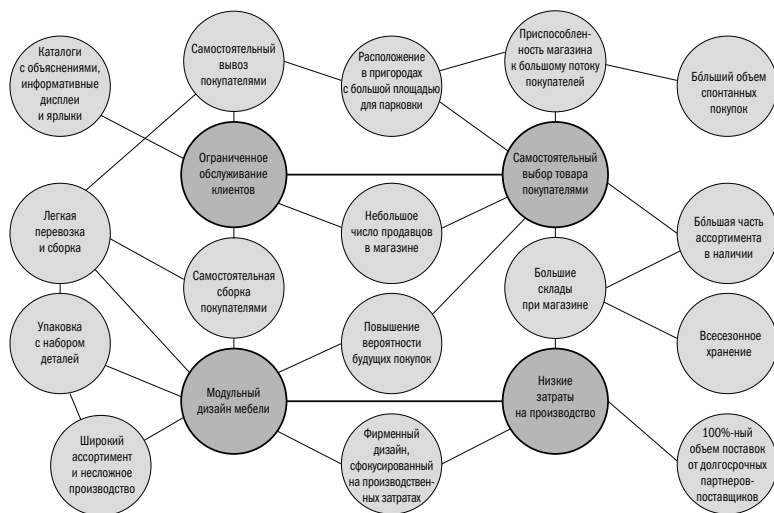 Каталоги
с объяснениями,
информативные
дисплеи
и ярлыки
Самостоятельный
вывоз
покупателями
Расположение
в пригородах
с большой площадью
для парковки
Приспособлен-
ность магазина
к большому потоку
покупателей
Бо́льший объем
спонтанных
покупок
Ограниченное
обслуживание
клиентов
Самостоятельный
выбор товара
покупателями
Легкая
перевозка
и сборка
Небольшое
число продавцов
в магазине
Бо́льшая часть
ассортимента
в наличии
Самостоятельная
сборка
покупателями
Большие
склады
при магазине
Упаковка
с набором
деталей
Повышение
вероятности
будущих покупок
Всесезонное
хранение
Модульный
дизайн мебели
Низкие
затраты
на производство
Широкий
ассортимент
и несложное
производство
Фирменный
дизайн,
сфокусированный
на производствен-
ных затратах
100%-ный
объем поставок
от долгосрочных
партнеров-
поставщиков